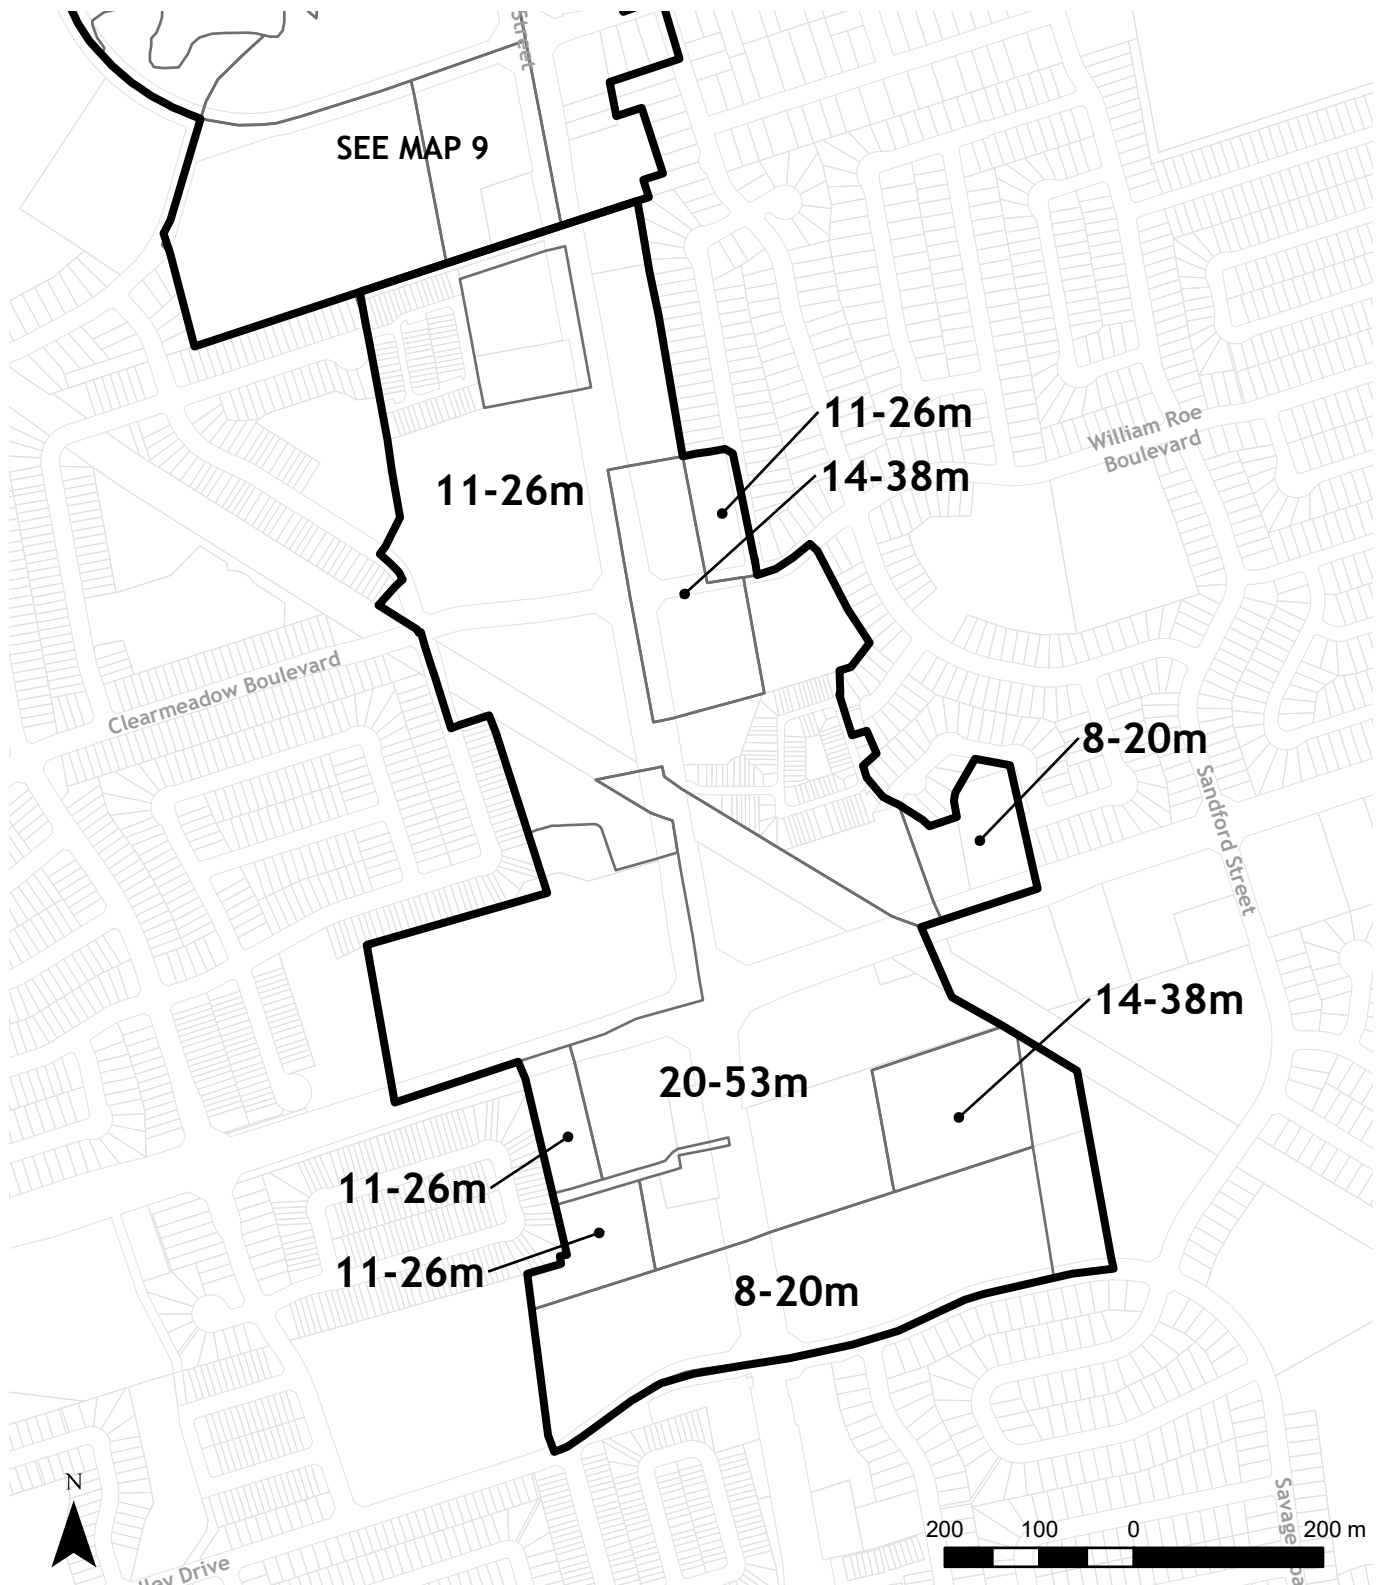 Street
SEE MAP 9
11-26m
14-38m
William Roe
Boulevard
11-26m
Clearmeadow Boulevard
8-20m
Sandford Street
14-38m
20-53m
11-26m
11-26m
8-20m
N
Savage
Drive
200 100 0 200 m